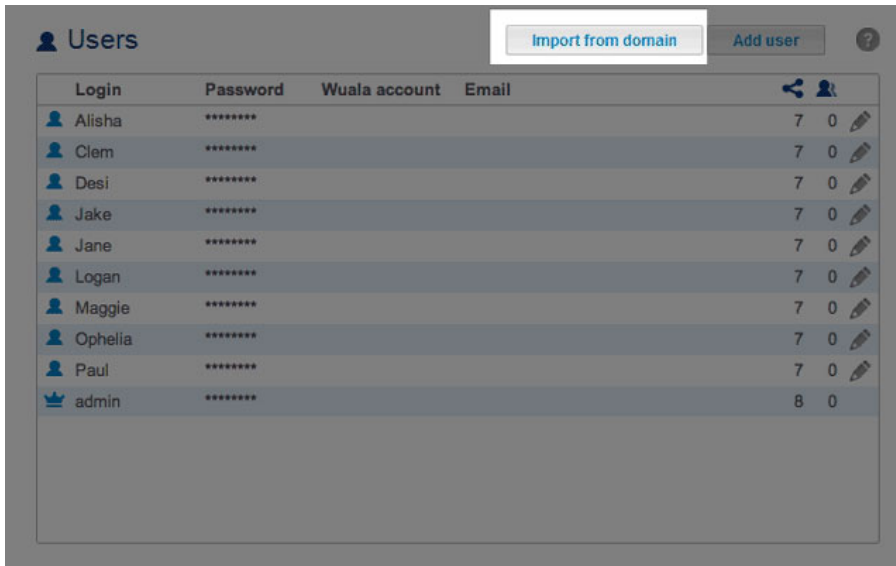 Users Import from domain Add user ?
Login Password Wuala account Email
Alisha ******** 7 0
Clem ******** 7 0
Desi ******** 7 0
Jake ******** 7 0
Jane ******** 7 0
Logan ******** 7 0
Maggie ******** 7 0
Ophelia ******** 7 0
Paul ******** 7 0
admin ******** 8 0